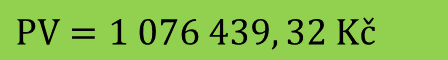 PV = 1 076 439, 32 Kč